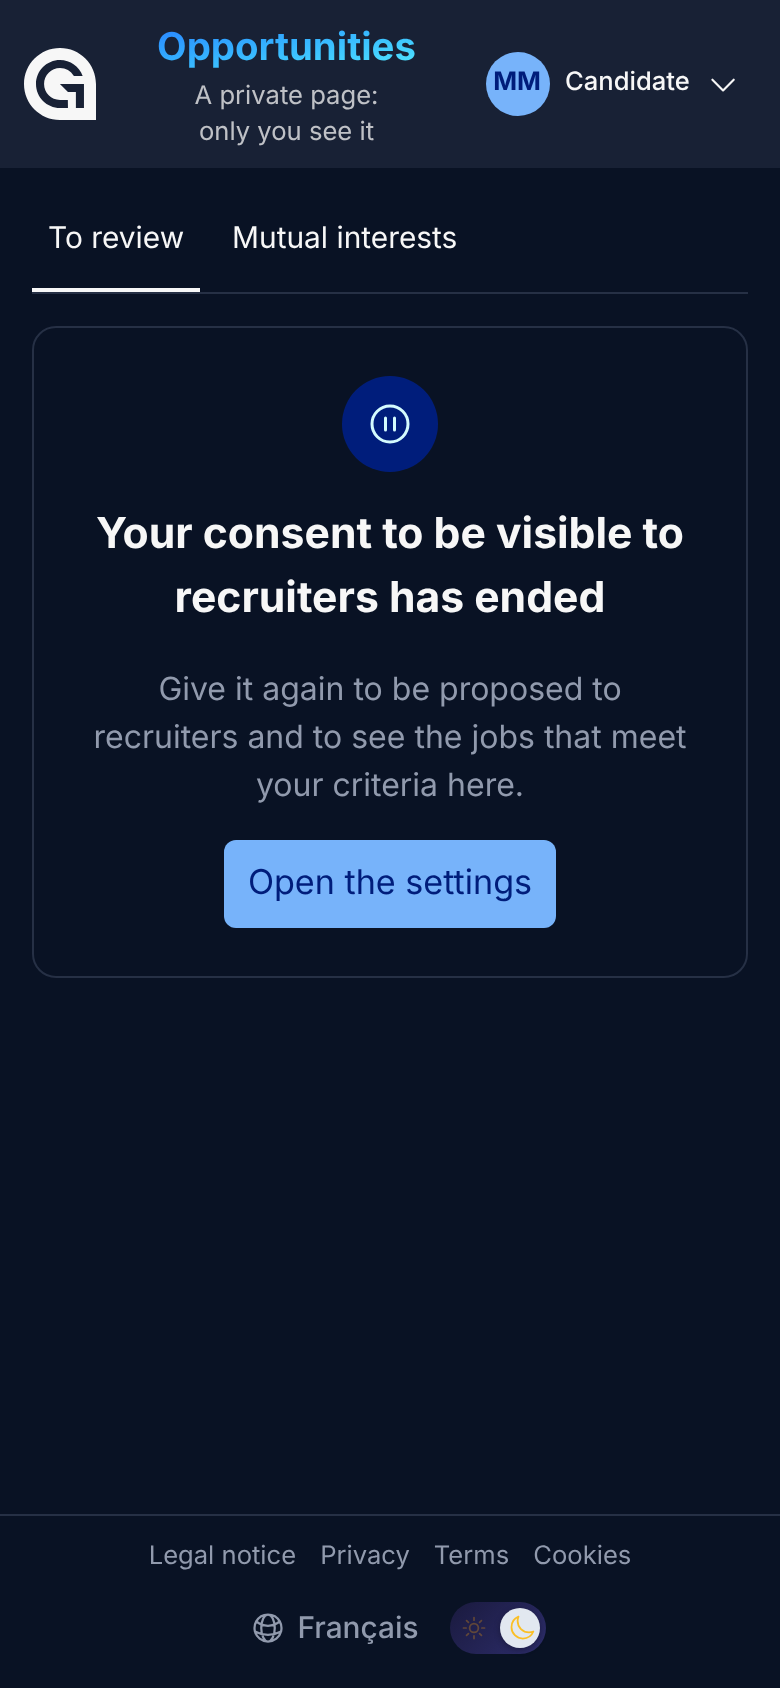 Opportunities
A private page:
only you see it
MM
Candidate
To review
Mutual interests
Your consent to be visible to
recruiters has ended
Give it again to be proposed to
recruiters and to see the jobs that meet
your criteria here.
Open the settings
Legal notice
Privacy
Terms
Cookies
Français